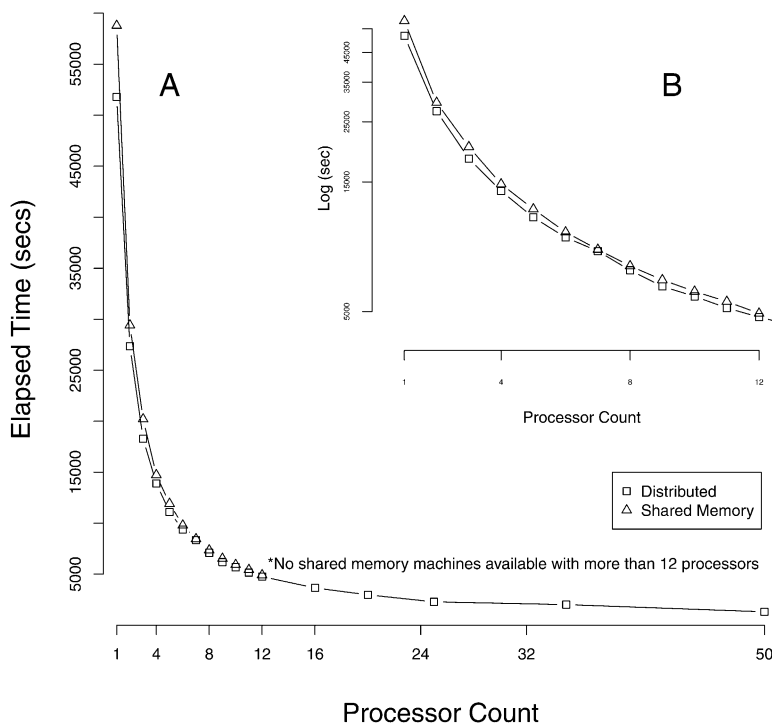 A
B
Elapsed Time (secs)
55000
45000
35000
25000
15000
5000
Log (sec)
45000
35000
25000
15000
5000
1 4 8 12
Processor Count
Distributed
Shared Memory
*No shared memory machines available with more than 12 processors
1 4 8 12 16 24 32 50
Processor Count